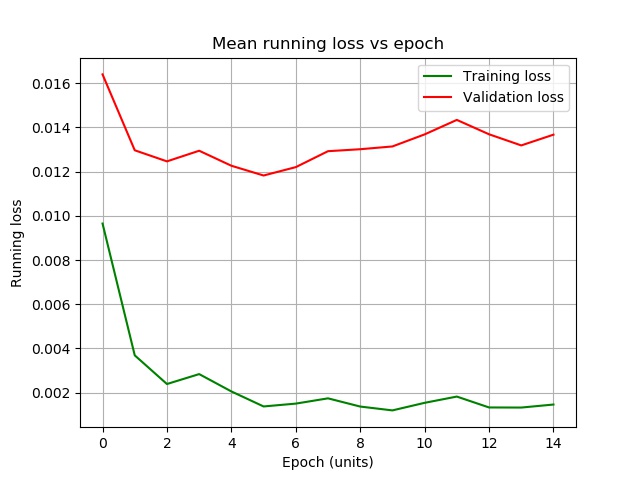 Mean running loss vs epoch
Training loss
Validation loss
0.016
0.014
0.012
0.010
0.008
0.006
0.004
0.002
Running loss
0 2 4 6 8 10 12 14
Epoch (units)